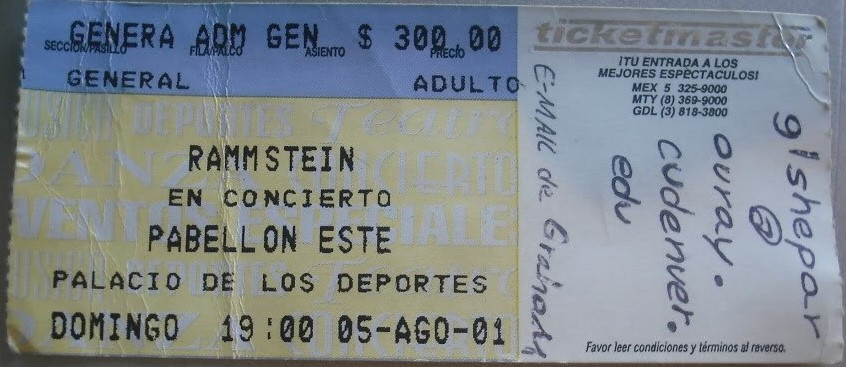 GENERA ADM GEN $ 300.00
SECCION/PASILLO FILA/PALCO ASIENTO PRECIO
GENERAL ADULTO
RAMMSTEIN
EN CONCIERTO
PABELLON ESTE
PALACIO DE LOS DEPORTES
DOMINGO 19:00 05-AGO-01
ticketmaster
¡TU ENTRADA A LOS
MEJORES ESPECTACULOS!
MEX 5 325-9000
MTY (8) 369-9000
GDL (3) 818-3800
g'shepar
@
ouray.
cudenver.
edu
E-MAIL de Graham
Favor leer condiciones y términos al reverso.